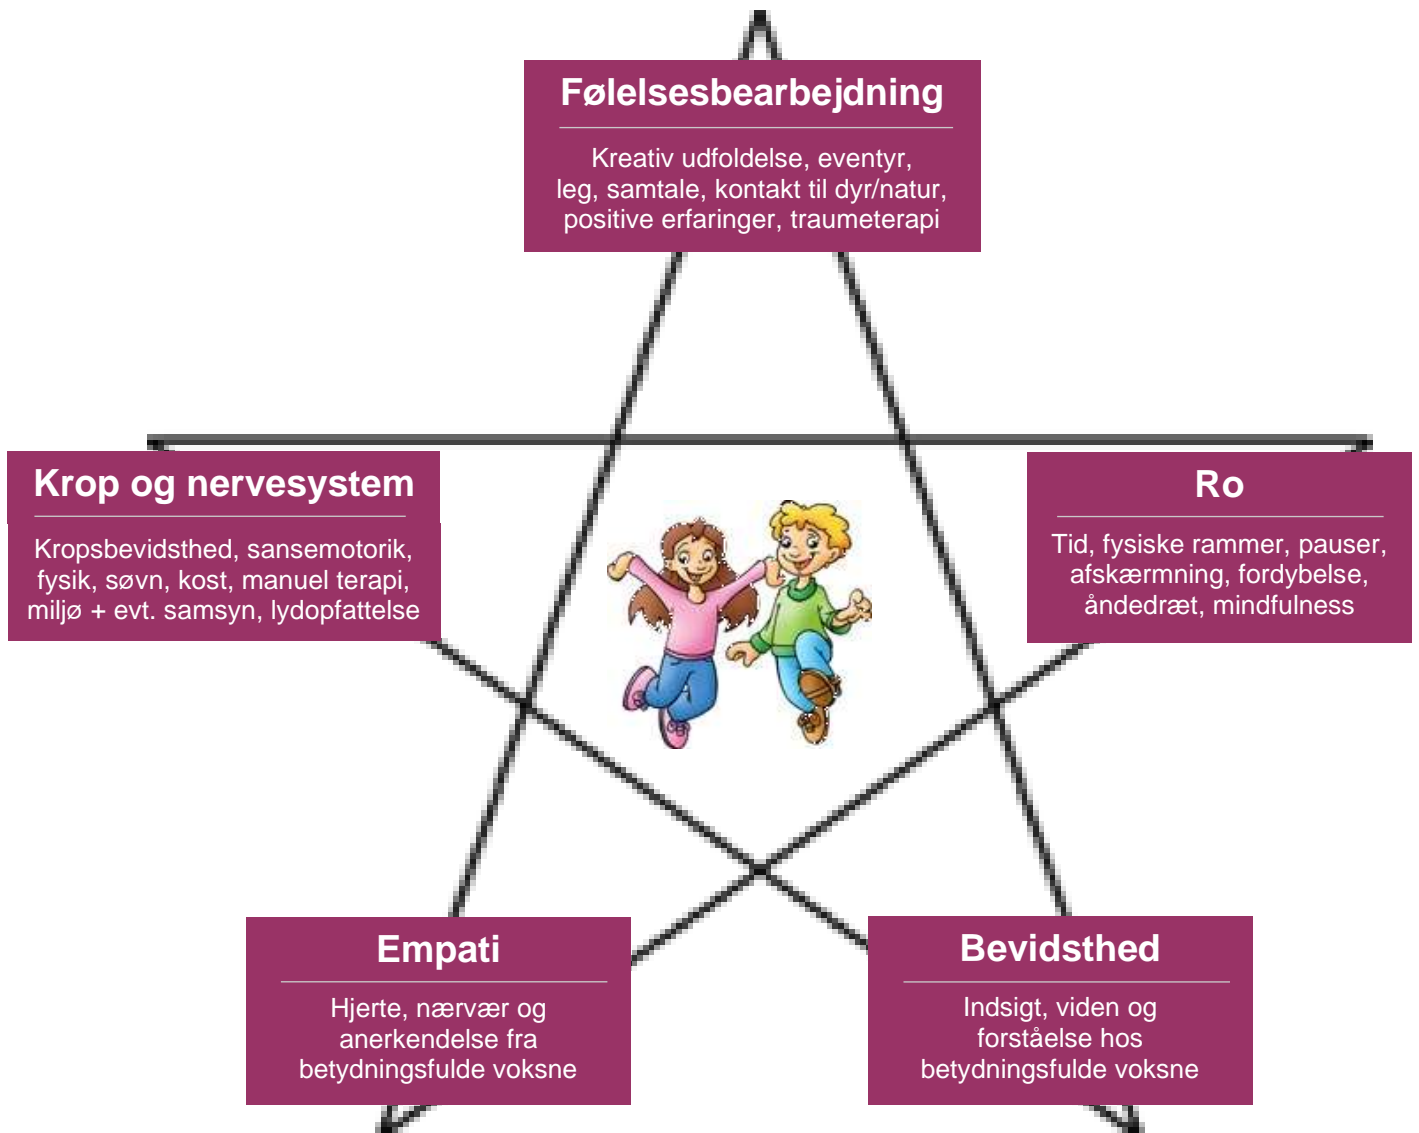 Følelsesbearbejdning
Kreativ udfoldelse, eventyr,
leg, samtale, kontakt til dyr/natur,
positive erfaringer, traumeterapi
Krop og nervesystem
Kropsbevidsthed, sansemotorik,
fysik, søvn, kost, manuel terapi,
miljø + evt. samsyn, lydopfattelse
Ro
Tid, fysiske rammer, pauser,
afskærmning, fordybelse,
åndedræt, mindfulness
Empati
Hjerte, nærvær og
anerkendelse fra
betydningsfulde voksne
Bevidsthed
Indsigt, viden og
forståelse hos
betydningsfulde voksne